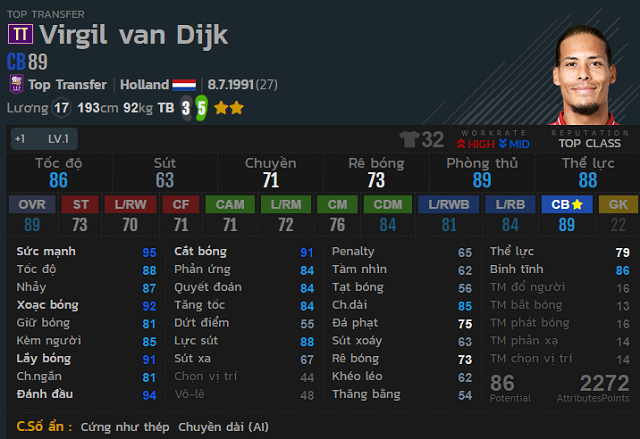 TOP TRANSFER
TT Virgil van Dijk
CB 89
Top Transfer | Holland | 8.7.1991 (27)
Lương 17 193cm 92kg TB 3 5
+1 LV.1
32 WORKRATE HIGH MID
REPUTATION TOP CLASS
Tốc độ Sút Chuyền Rê bóng Phòng thủ Thể lực
86 63 71 73 89 88
OVR ST L/RW CF CAM L/RM CM CDM L/RWB L/RB CB GK
89 73 70 71 71 72 76 84 81 84 89 22
Sức mạnh 95 Cắt bóng 91 Penalty 65 Thể lực 79
Tốc độ 88 Phản ứng 84 Tầm nhìn 62 Bình tĩnh 86
Nhảy 87 Quyết đoán 84 Tạt bóng 56 TM đổ người 16
Xoạc bóng 92 Tăng tốc 84 Ch.dài 85 TM bắt bóng 13
Giữ bóng 81 Dứt điểm 55 Đá phạt 75 TM phát bóng 16
Kèm người 85 Lực sút 88 Sút xoáy 63 TM phản xạ 14
Lấy bóng 91 Sút xa 67 Rê bóng 73 TM chọn vị trí 14
Ch.ngắn 81 Chọn vị trí 44 Khéo léo 62
Đánh đầu 94 Vô-lê 48 Thăng bằng 54
86 2272
Potential AttributesPoints
C.Số ẩn : Cứng như thép Chuyền dài (AI)